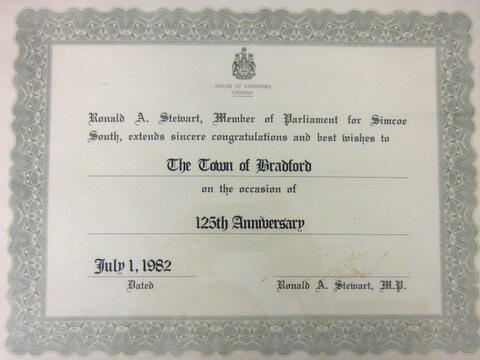 HOUSE OF COMMONS
CANADA
Ronald A. Stewart, Member of Parliament for Simcoe
South, extends sincere congratulations and best wishes to
The Town of Bradford
on the occasion of
125th Anniversary
July 1, 1982
Dated
Ronald A. Stewart, M.P.